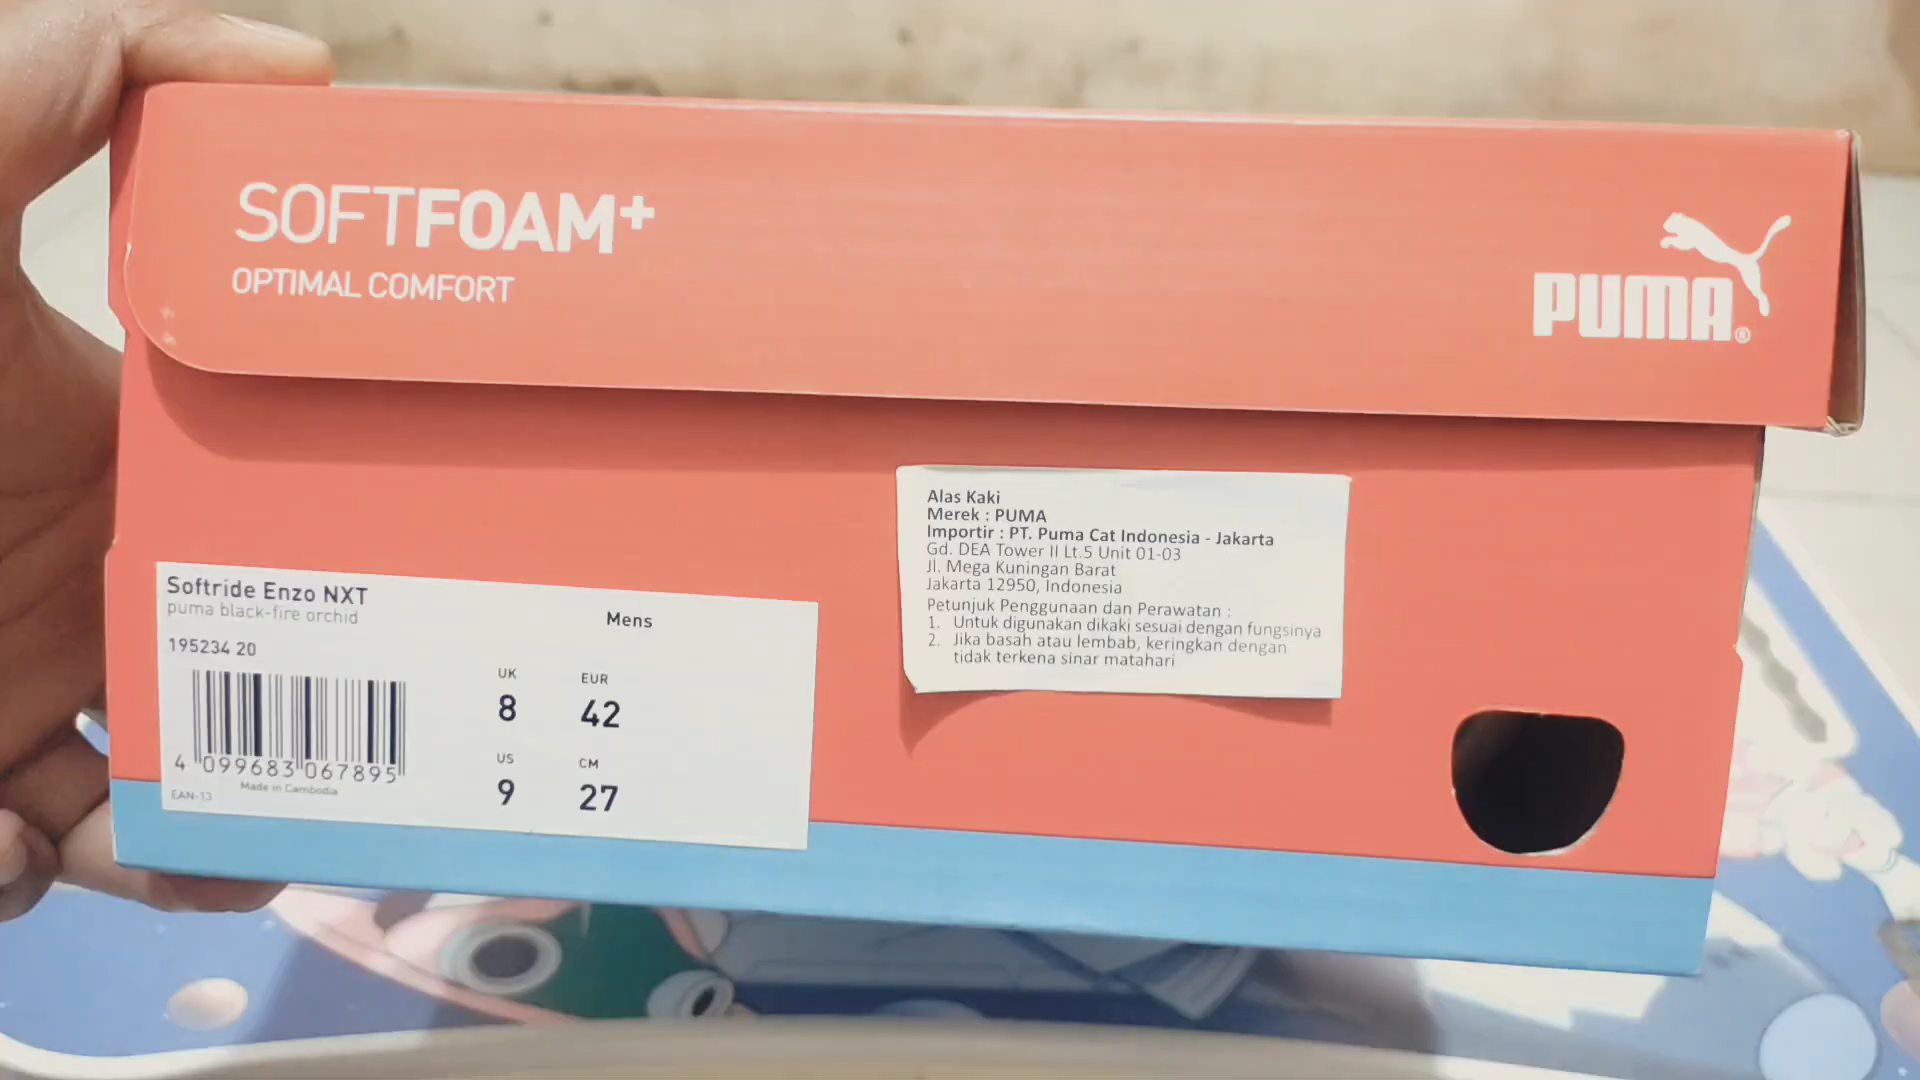 SOFTFOAM+
OPTIMAL COMFORT
PUMA®
Alas Kaki
Merek : PUMA
Importir : PT. Puma Cat Indonesia - Jakarta
Gd. DEA Tower II Lt.5 Unit 01-03
Jl. Mega Kuningan Barat
Jakarta 12950, Indonesia
Petunjuk Penggunaan dan Perawatan :
1. Untuk digunakan dikaki sesuai dengan fungsinya
2. Jika basah atau lembab, keringkan dengan
tidak terkena sinar matahari
Softride Enzo NXT
puma black-fire orchid
Mens
195234 20
UK
EUR
8
42
US
CM
9
27
4 099683 067895
Made in Cambodia
EAN-13